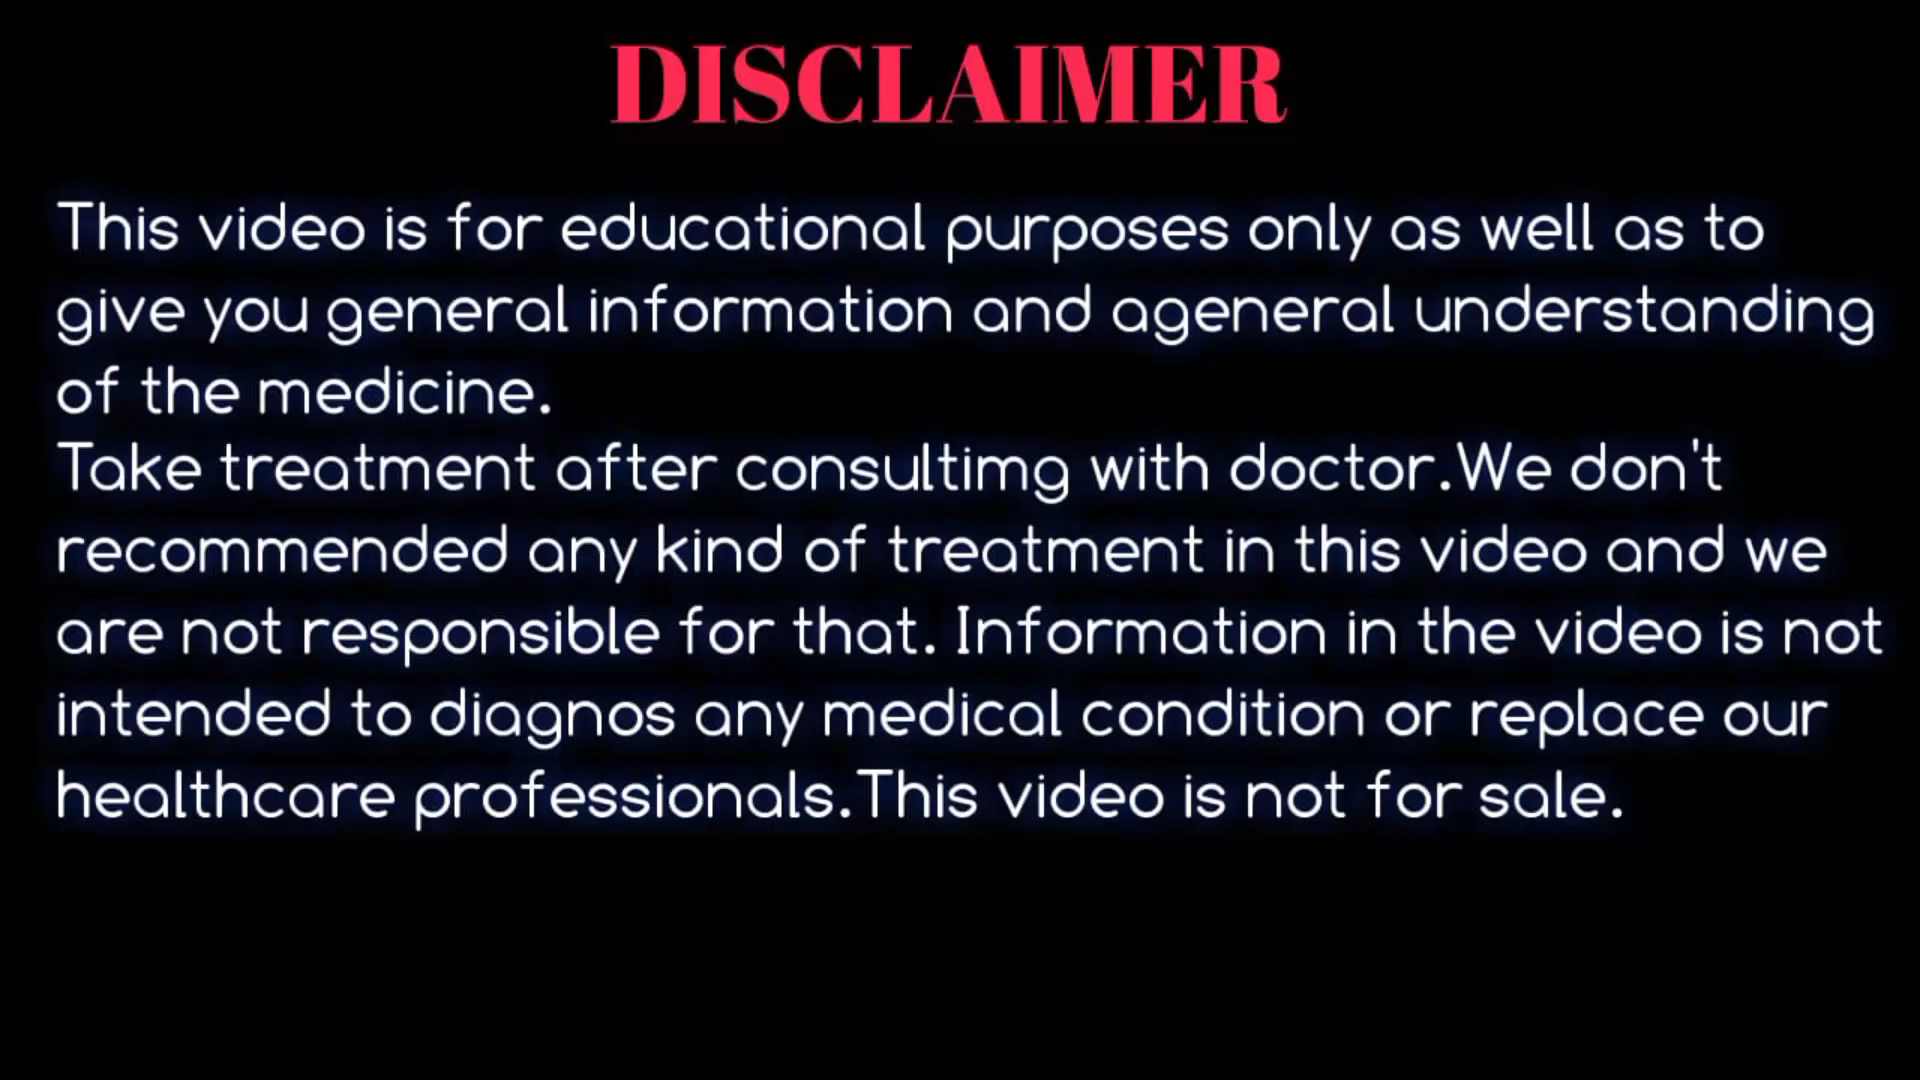 DISCLAIMER
This video is for educational purposes only as well as to
give you general information and ageneral understanding
of the medicine.
Take treatment after consultimg with doctor.We don't
recommended any kind of treatment in this video and we
are not responsible for that. Information in the video is not
intended to diagnos any medical condition or replace our
healthcare professionals.This video is not for sale.